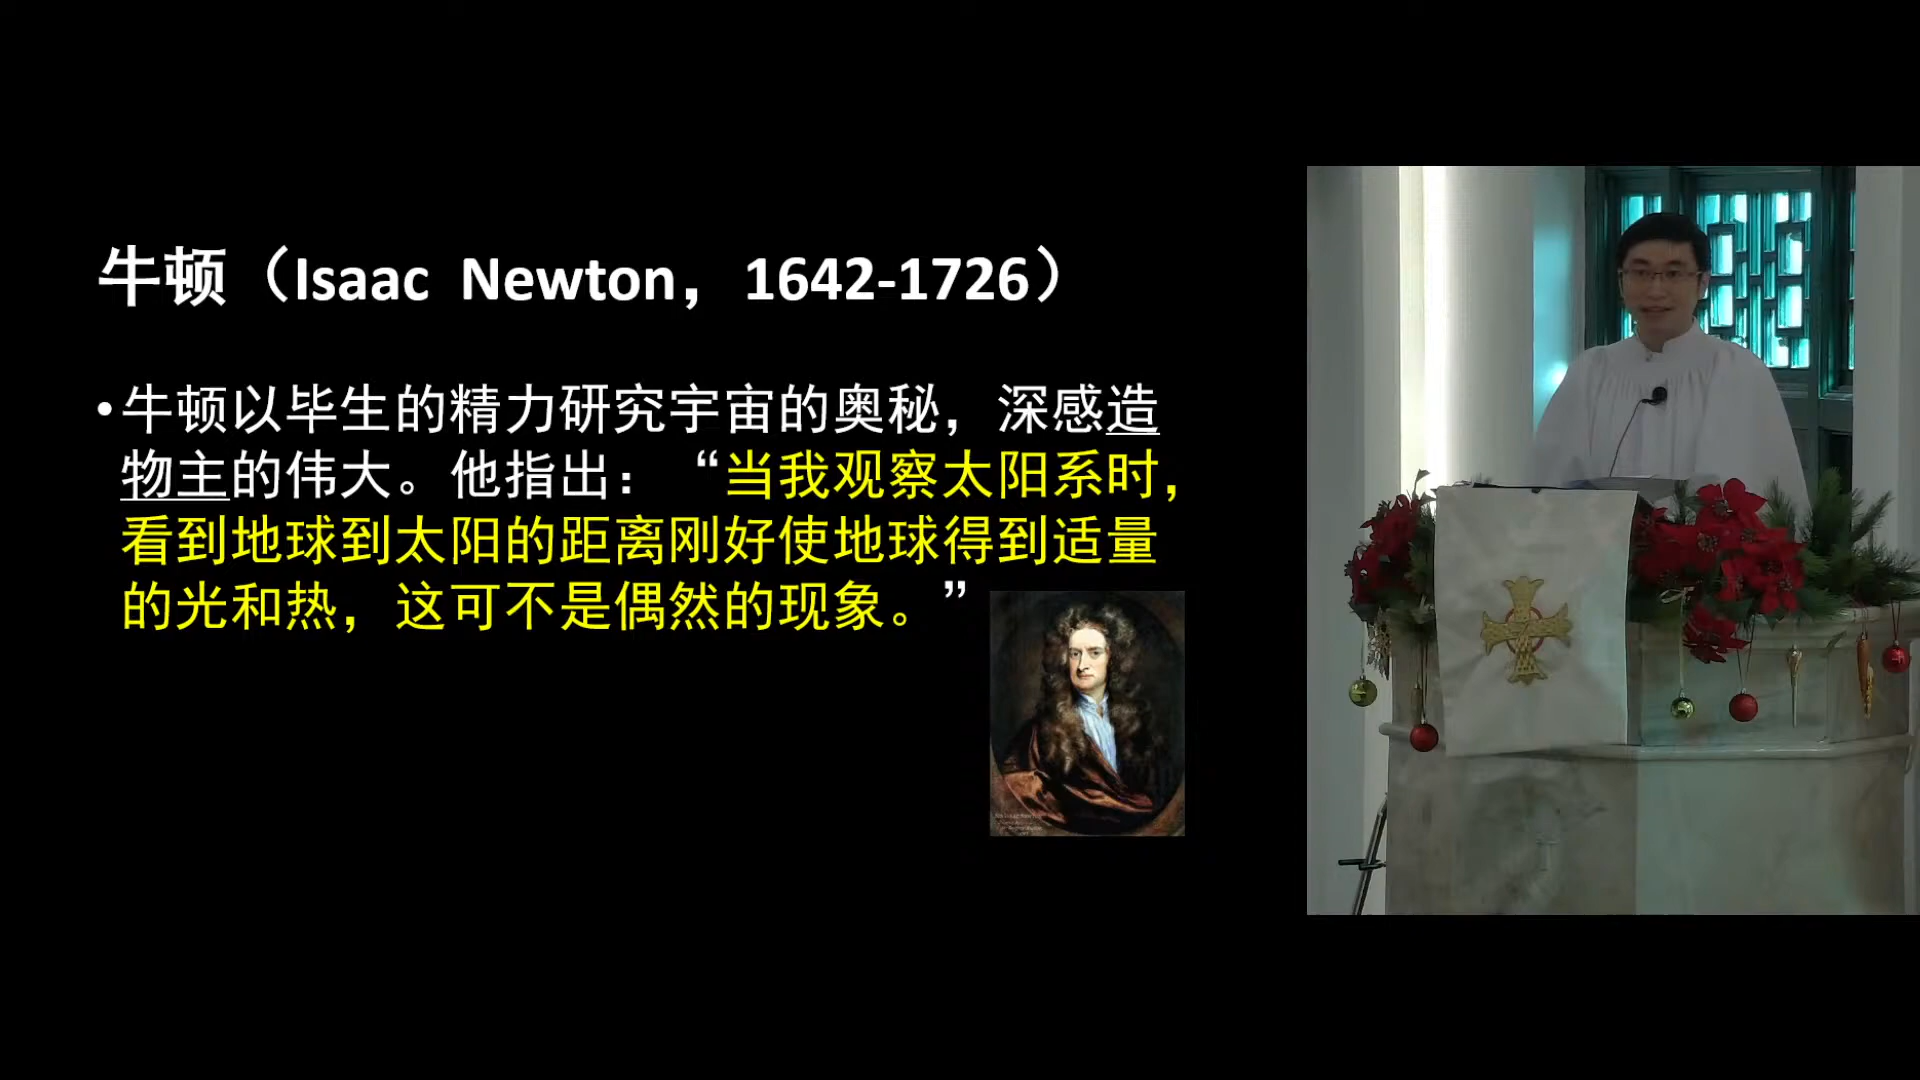 牛顿（Isaac Newton，1642-1726）
•牛顿以毕生的精力研究宇宙的奥秘，深感造
物主的伟大。他指出：“当我观察太阳系时，
看到地球到太阳的距离刚好使地球得到适量
的光和热，这可不是偶然的现象。”